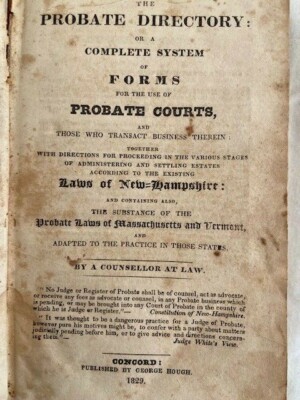 THE
PROBATE DIRECTORY:
OR A
COMPLETE SYSTEM
OF
FORMS
FOR THE USE OF
PROBATE COURTS,
AND
THOSE WHO TRANSACT BUSINESS THEREIN:
TOGETHER
WITH DIRECTIONS FOR PROCEEDING IN THE VARIOUS STAGES
OF ADMINISTERING AND SETTLING ESTATES
ACCORDING TO THE EXISTING
Laws of New=Hampshire:
AND CONTAINING ALSO,
THE SUBSTANCE OF THE
Probate Laws of Massachusetts and Vermont,
AND
ADAPTED TO THE PRACTICE IN THOSE STATES.
BY A COUNSELLOR AT LAW.
"No Judge or Register of Probate shall be of counsel, act as advocate,
or receive any fees as advocate or counsel, in any Probate business which
is pending, or may be brought into any Court of Probate in the county of
which he is Judge or Register."— Constitution of New-Hampshire.
"It was thought to be a dangerous practice for a Judge of Probate,
however pure his motives might be, to confer with a party about matters
judicially pending before him, or to give advice and directions concern-
ing them."— Judge White's View.
CONCORD:
PUBLISHED BY GEORGE HOUGH.
1829.